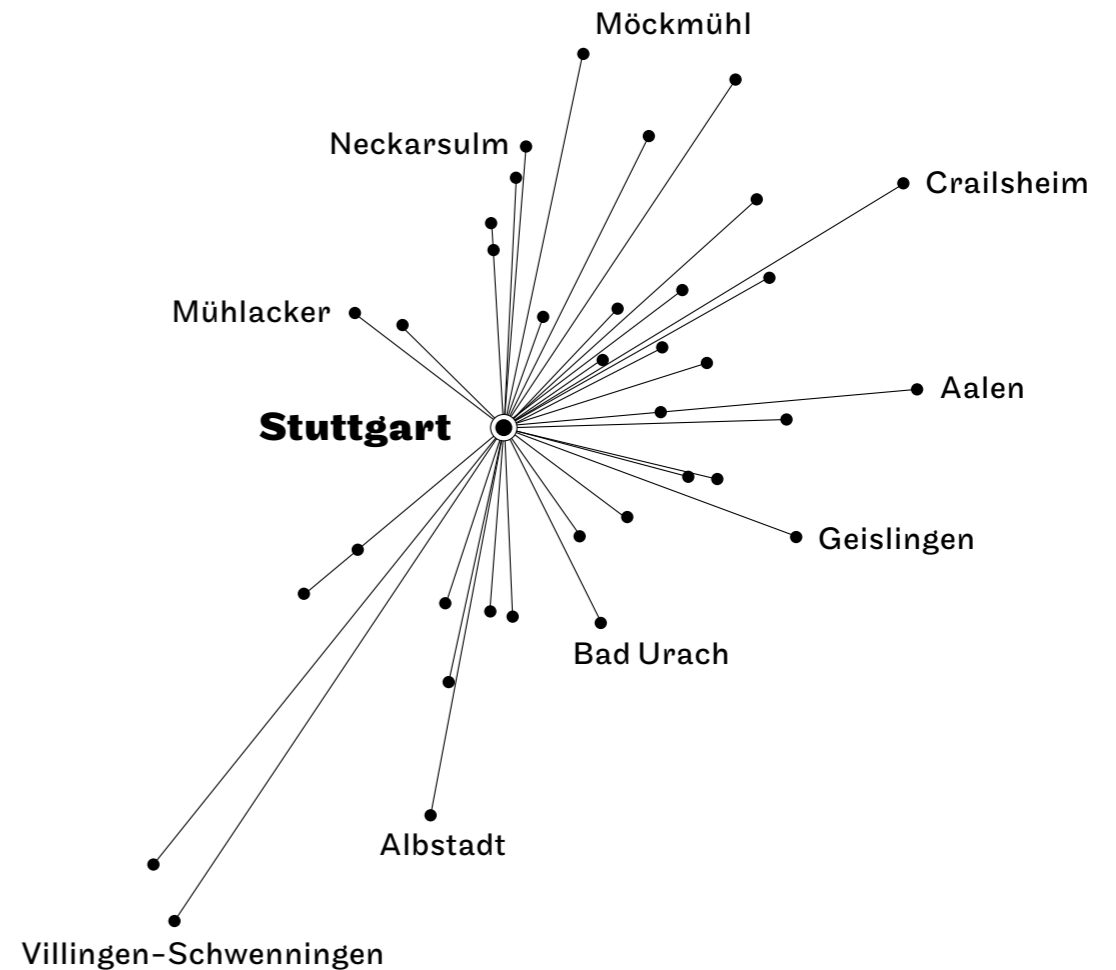 Möckmühl
Neckarsulm
Crailsheim
Mühlacker
Aalen
Stuttgart
Geislingen
Bad Urach
Albstadt
Villingen-Schwenningen